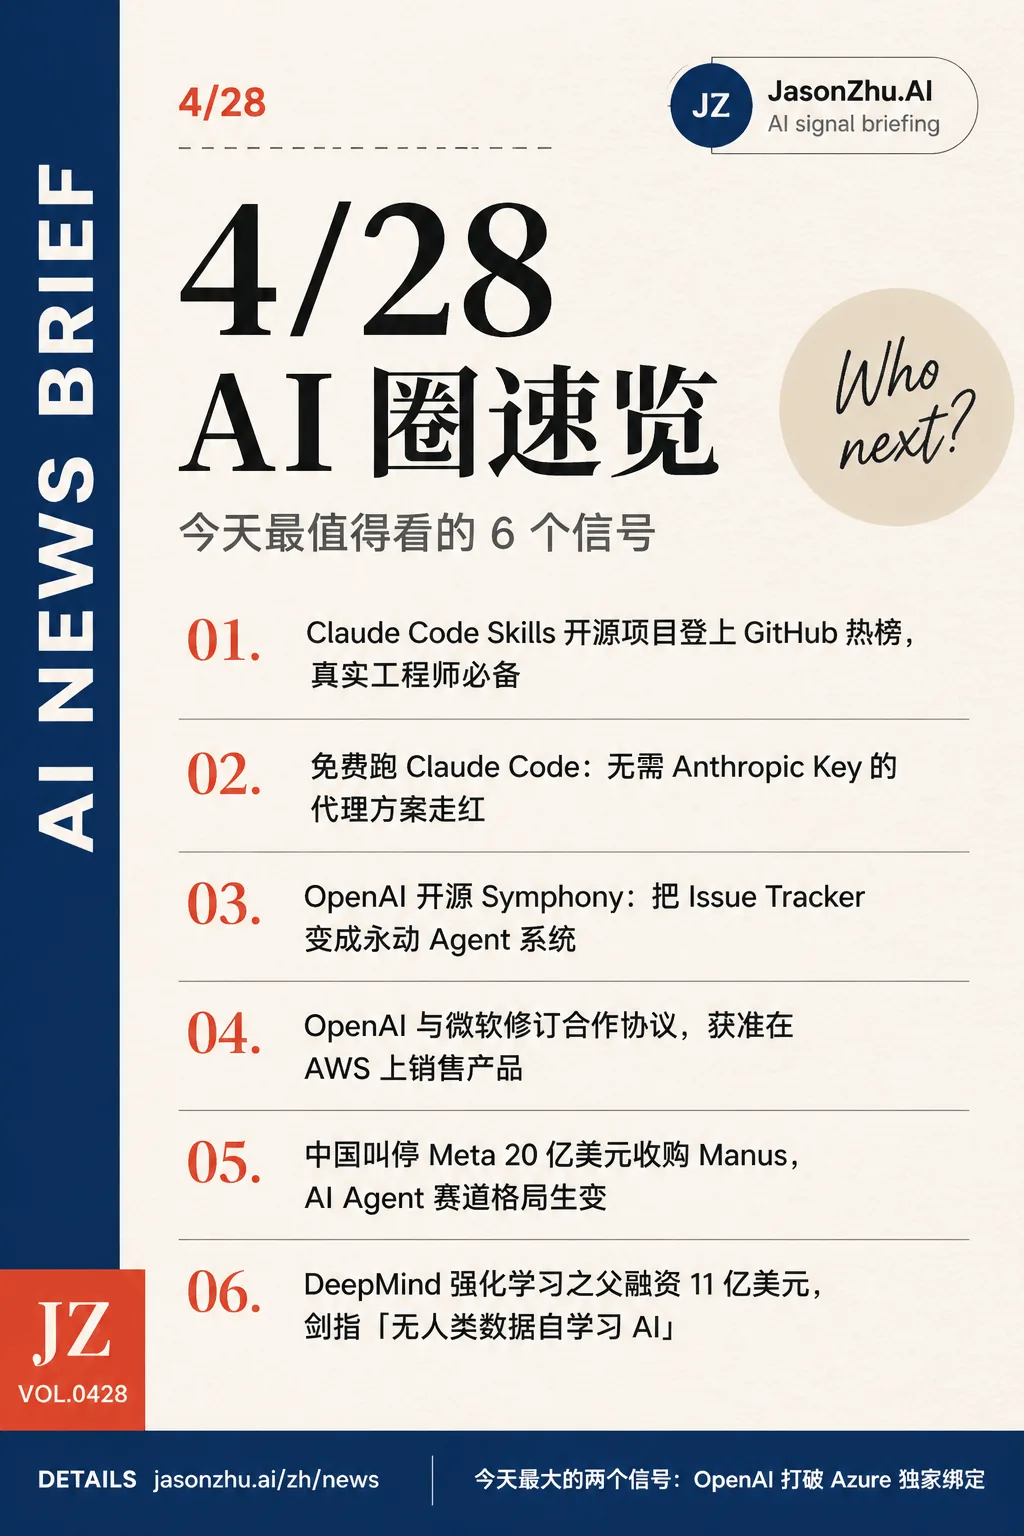 AI NEWS BRIEF
4/28
JZ
JasonZhu.AI
AI signal briefing
4/28
AI 圈速览
今天最值得看的 6 个信号
Who
next?
01.
Claude Code Skills 开源项目登上 GitHub 热榜，
真实工程师必备
02.
免费跑 Claude Code：无需 Anthropic Key 的
代理方案走红
03.
OpenAI 开源 Symphony：把 Issue Tracker
变成永动 Agent 系统
04.
OpenAI 与微软修订合作协议，获准在
AWS 上销售产品
05.
中国叫停 Meta 20 亿美元收购 Manus，
AI Agent 赛道格局生变
06.
DeepMind 强化学习之父融资 11 亿美元，
剑指「无人类数据自学习 AI」
JZ
VOL.0428
DETAILS jasonzhu.ai/zh/news
今天最大的两个信号：OpenAI 打破 Azure 独家绑定